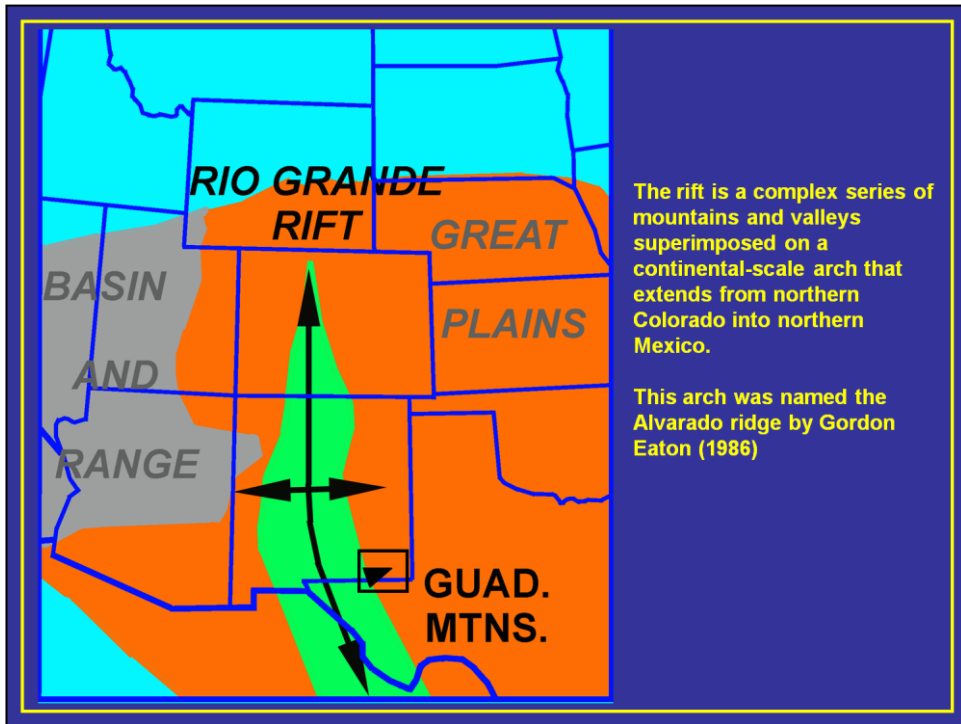 RIO GRANDE
RIFT
GREAT
PLAINS
BASIN
AND
RANGE
GUAD.
MTNS.
The rift is a complex series of
mountains and valleys
superimposed on a
continental-scale arch that
extends from northern
Colorado into northern
Mexico.
This arch was named the
Alvarado ridge by Gordon
Eaton (1986)